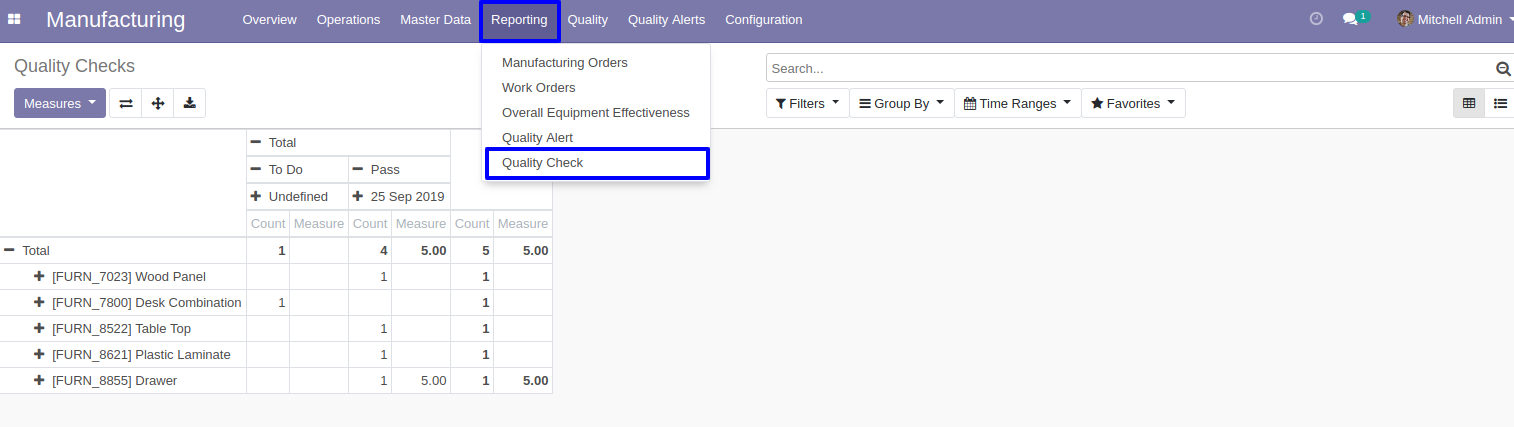 Manufacturing Overview Operations Master Data Reporting Quality Quality Alerts Configuration 1 Mitchell Admin
Quality Checks
Search...
Measures
Filters Group By Time Ranges Favorites
Manufacturing Orders
Work Orders
Overall Equipment Effectiveness
Quality Alert
Quality Check
Total
To Do Pass
Undefined 25 Sep 2019
Count Measure Count Measure Count Measure
Total 1 4 5.00 5 5.00
[FURN_7023] Wood Panel 1 1
[FURN_7800] Desk Combination 1 1
[FURN_8522] Table Top 1 1
[FURN_8621] Plastic Laminate 1 1
[FURN_8855] Drawer 1 5.00 1 5.00